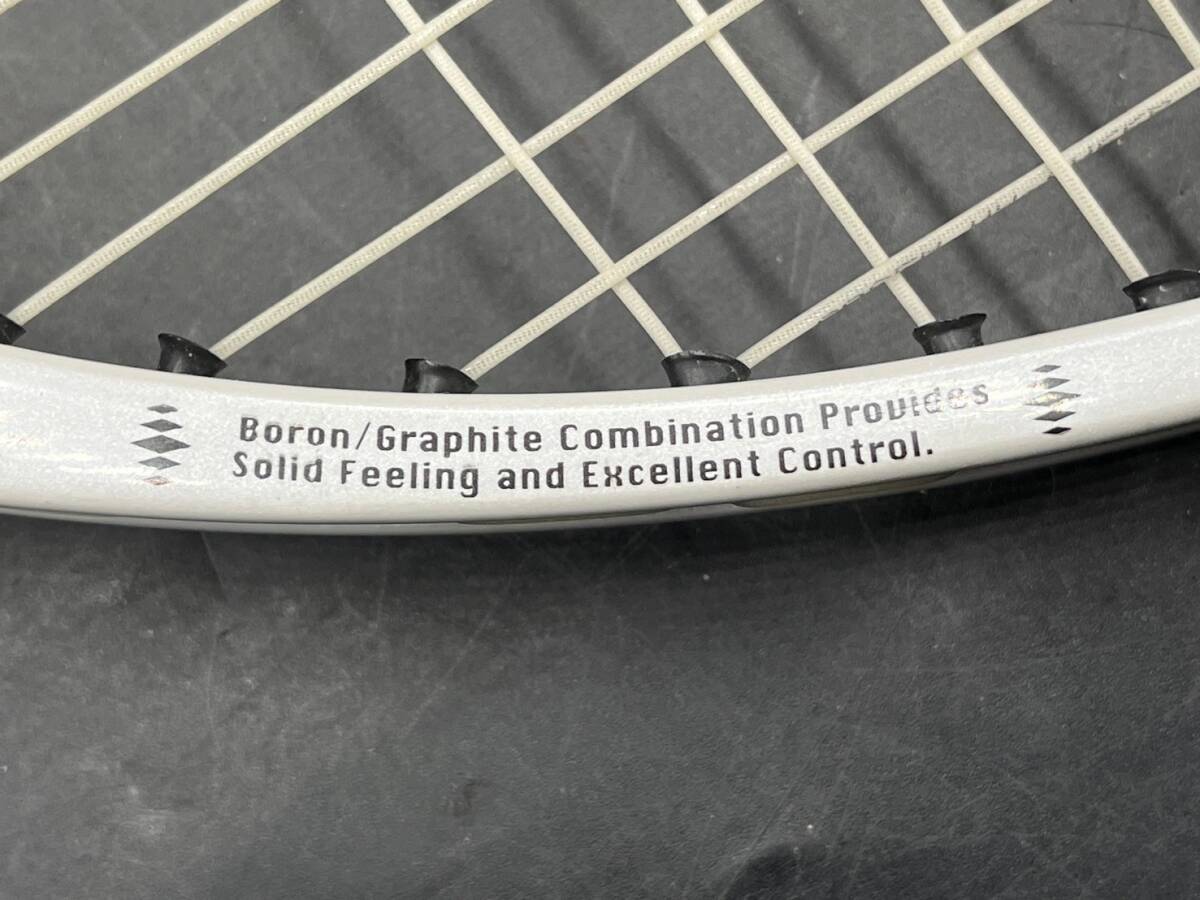 Boron/Graphite Combination Provides
Solid Feeling and Excellent Control.